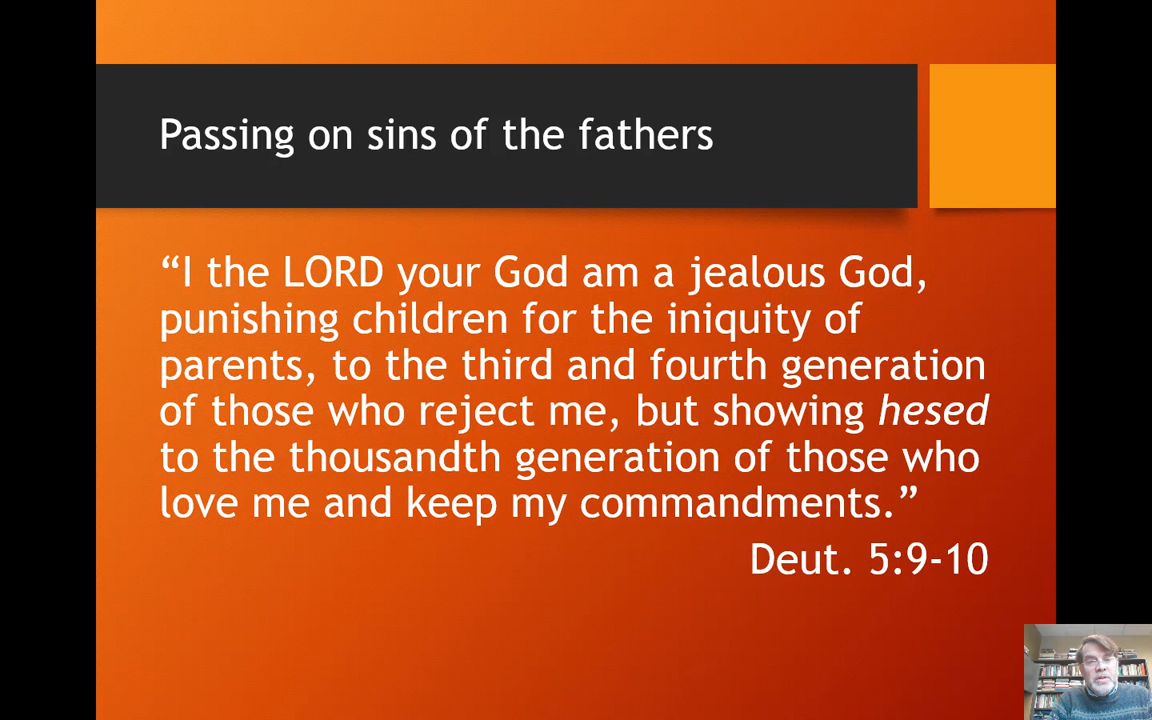 Passing on sins of the fathers
“I the LORD your God am a jealous God,
punishing children for the iniquity of
parents, to the third and fourth generation
of those who reject me, but showing hesed
to the thousandth generation of those who
love me and keep my commandments.”
Deut. 5:9-10